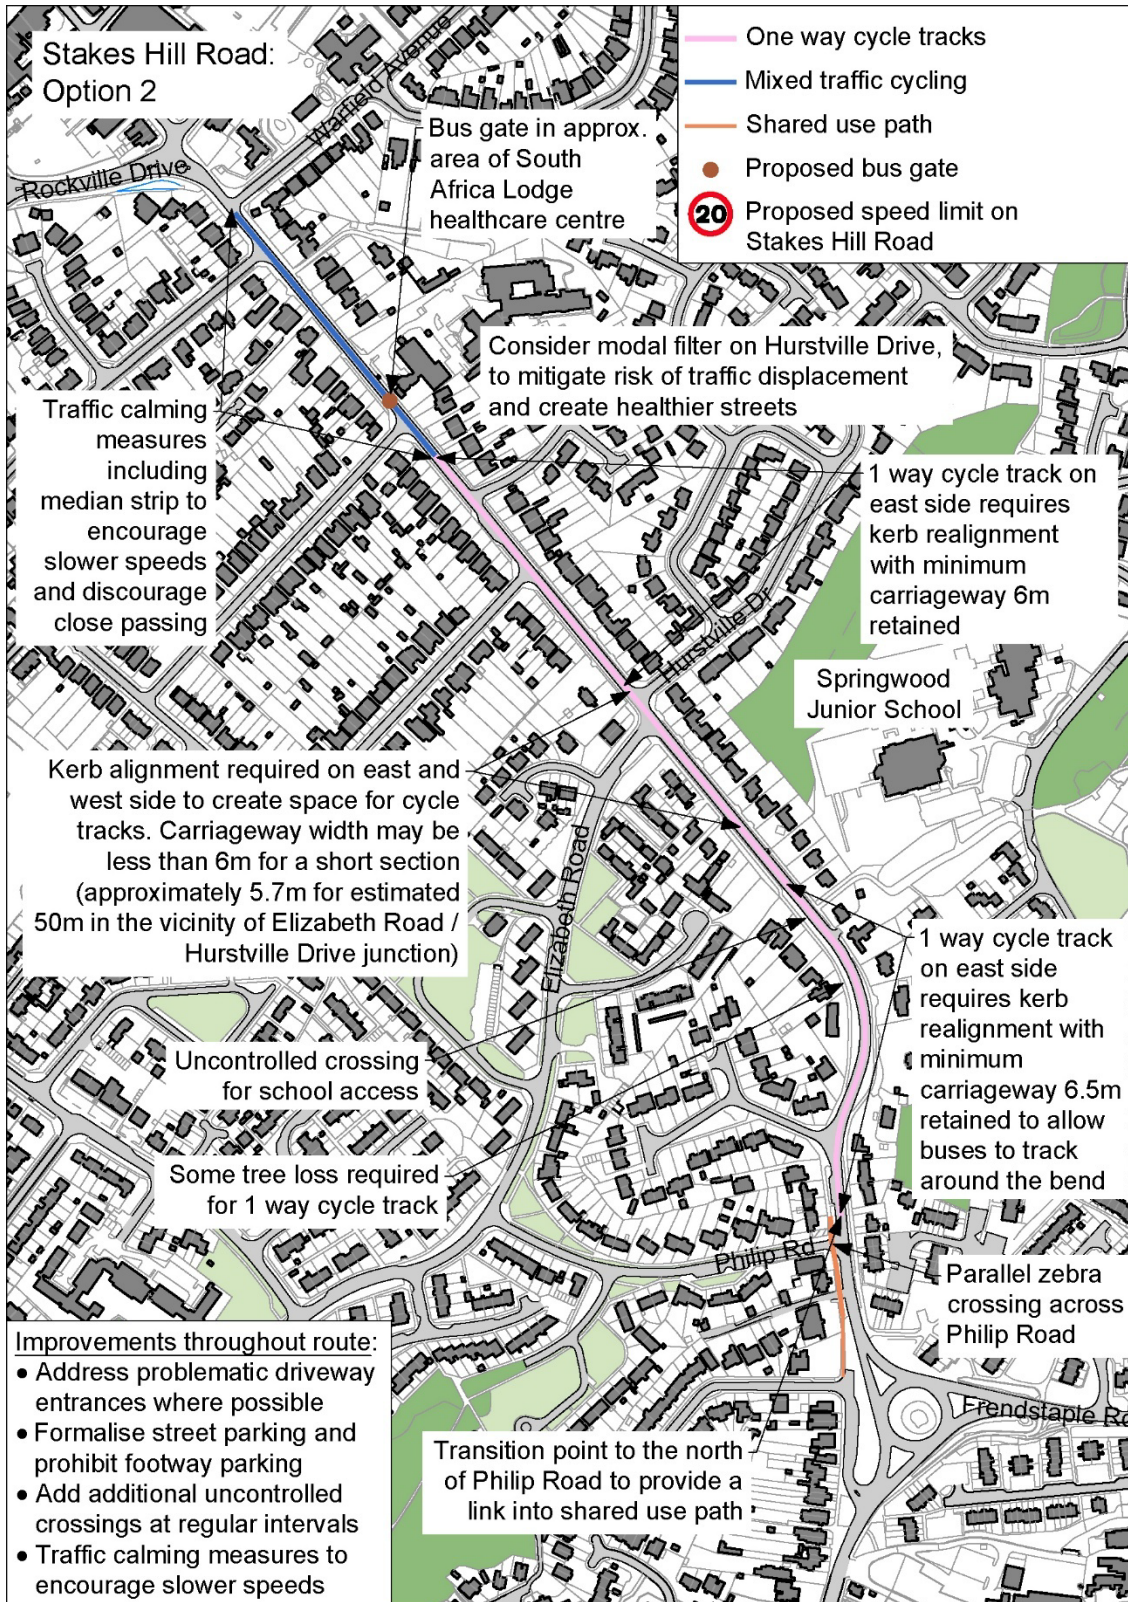 Stakes Hill Road:
Option 2
One way cycle tracks
Mixed traffic cycling
Shared use path
Proposed bus gate
20
Proposed speed limit on
Stakes Hill Road
Warfield Avenue
Rockville Drive
Bus gate in approx.
area of South
Africa Lodge
healthcare centre
Consider modal filter on Hurstville Drive,
to mitigate risk of traffic displacement
and create healthier streets
Traffic calming
measures
including
median strip to
encourage
slower speeds
and discourage
close passing
1 way cycle track on
east side requires
kerb realignment
with minimum
carriageway 6m
retained
Hurstville Dr
Springwood
Junior School
Kerb alignment required on east and
west side to create space for cycle
tracks. Carriageway width may be
less than 6m for a short section
(approximately 5.7m for estimated
50m in the vicinity of Elizabeth Road /
Hurstville Drive junction)
Elizabeth Road
1 way cycle track
on east side
requires kerb
realignment with
minimum
carriageway 6.5m
retained to allow
buses to track
around the bend
Uncontrolled crossing
for school access
Some tree loss required
for 1 way cycle track
Philip Rd
Parallel zebra
crossing across
Philip Road
Frendstaple Rd
Transition point to the north
of Philip Road to provide a
link into shared use path
Improvements throughout route:
• Address problematic driveway
entrances where possible
• Formalise street parking and
prohibit footway parking
• Add additional uncontrolled
crossings at regular intervals
• Traffic calming measures to
encourage slower speeds